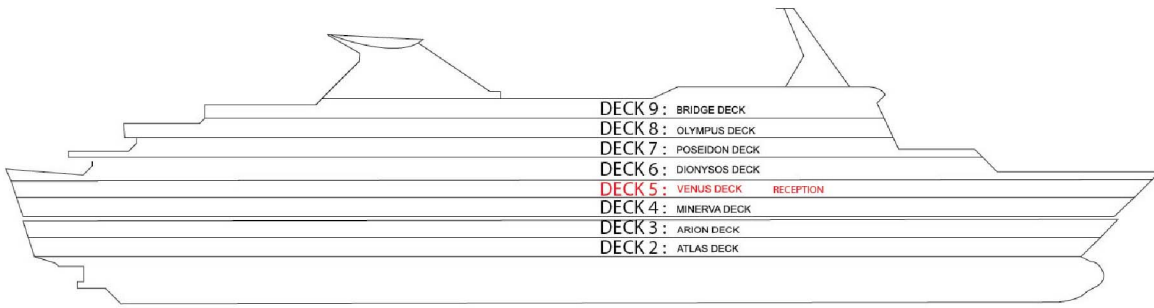 DECK 9 : BRIDGE DECK
DECK 8 : OLYMPUS DECK
DECK 7 : POSEIDON DECK
DECK 6 : DIONYSOS DECK
DECK 5 : VENUS DECK RECEPTION
DECK 4 : MINERVA DECK
DECK 3 : ARION DECK
DECK 2 : ATLAS DECK